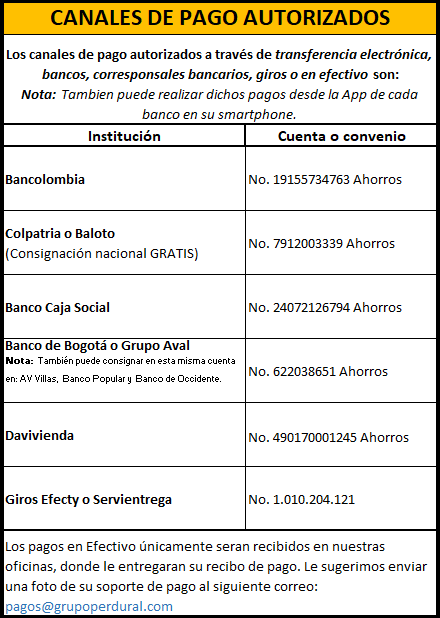 CANALES DE PAGO AUTORIZADOS
Los canales de pago autorizados a través de transferencia electrónica,
bancos, corresponsales bancarios, giros o en efectivo son:
Nota: Tambien puede realizar dichos pagos desde la App de cada
banco en su smartphone.
Institución Cuenta o convenio
Bancolombia No. 19155734763 Ahorros
Colpatria o Baloto
(Consignación nacional GRATIS) No. 7912003339 Ahorros
Banco Caja Social No. 24072126794 Ahorros
Banco de Bogotá o Grupo Aval
Nota: También puede consignar en esta misma cuenta
en: AV Villas, Banco Popular y Banco de Occidente. No. 622038651 Ahorros
Davivienda No. 490170001245 Ahorros
Giros Efecty o Servientrega No. 1.010.204.121
Los pagos en Efectivo únicamente seran recibidos en nuestras
oficinas, donde le entregaran su recibo de pago. Le sugerimos enviar
una foto de su soporte de pago al siguiente correo:
pagos@grupoperdural.com